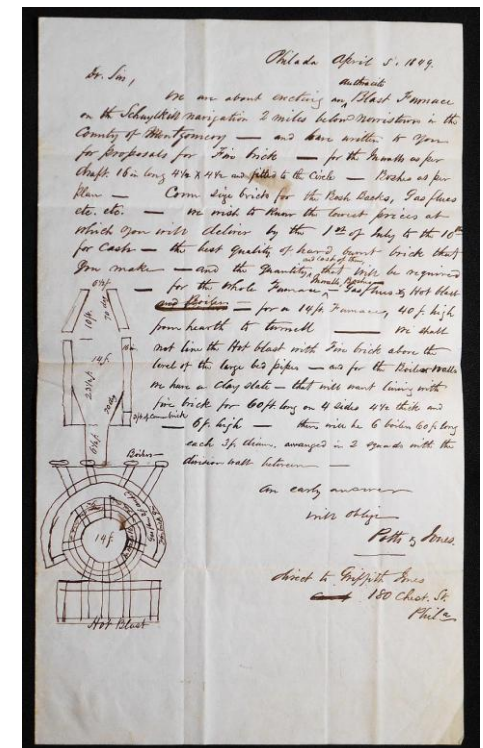 Philada April 5. 1849.
Dr. Sir,
anthracite
We are about erecting an Blast Furnace
on the Schuylkill navigation 2 miles below Norristown in the
County of Montgomery — and have written to You
for proposals for Fire brick — for the as per
draft 16 in long 4½ x 4½ and fitted to the Circle — Boshes as per
plan — Comn size brick for the Bosh Backs, Gas flues
etc. etc. — we wish to know the lowest prices at
which you will deliver by the 1st of July to the 10th
for Cash — the best quality of hard burnt brick that
and each of the
You make — and the Quantity that will be required
— for the whole Furnace — Gas flues & Hot blast
and Boilers — for a 14 ft. Furnace, 40 ft high
from hearth to tunnell — we shall
not line the Hot blast with Fire brick above the
level of the large bed pipes — and for the Boiler Walls
we have a clay slate — that will want lining with
fire brick for 60 ft. long on 4 sides 4½ thick and
— 6 ft. high — there will be 6 boilers 60 ft long
each 3 ft. diam. arranged in 2 squads with the
division wall between —
an early answer
will oblige
Potts & Jones.
direct to Griffith Jones
180 Chest. St.
Phila
14 f.
Boilers
14 f.
Hot Blast